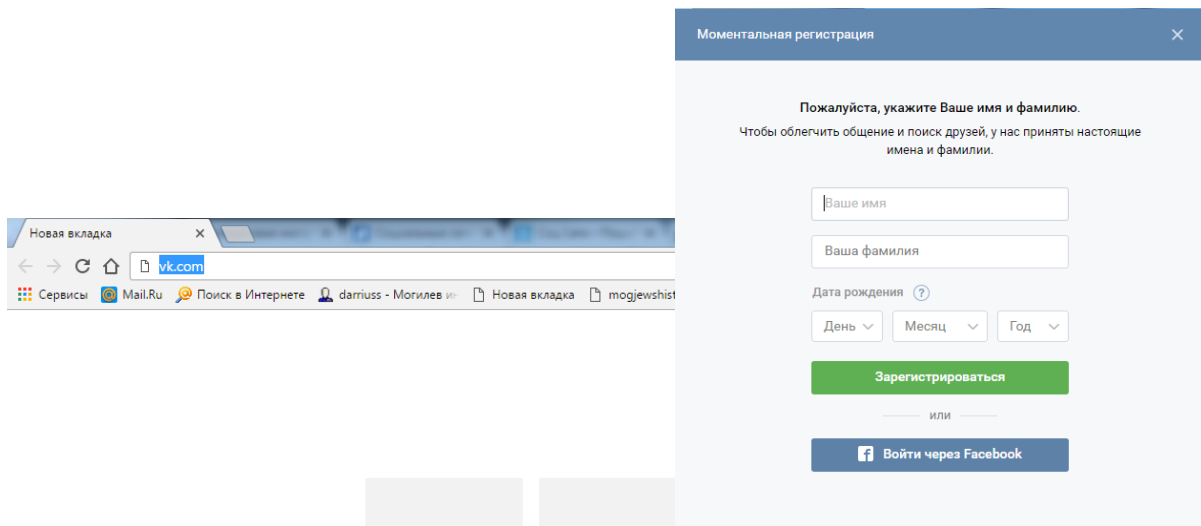 Новая вкладка
vk.com
Сервисы Mail.Ru Поиск в Интернете darriuss - Могилев Новая вкладка mogjewshist
Моментальная регистрация
Пожалуйста, укажите Ваше имя и фамилию.
Чтобы облегчить общение и поиск друзей, у нас приняты настоящие
имена и фамилии.
Ваше имя
Ваша фамилия
Дата рождения ?
День Месяц Год
Зарегистрироваться
или
Войти через Facebook